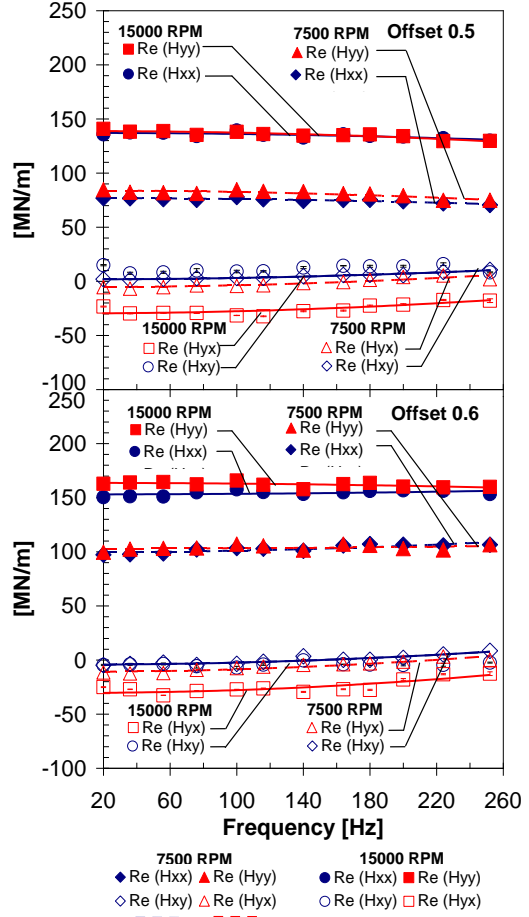 250
15000 RPM
7500 RPM
Offset 0.5
Re (Hyy)
Re (Hyy)
Re (Hxx)
Re (Hxx)
200
150
100
[MN/m]
50
0
-50
15000 RPM
7500 RPM
Re (Hyx)
Re (Hyx)
Re (Hxy)
Re (Hxy)
-100
250
15000 RPM
7500 RPM
Offset 0.6
Re (Hyy)
Re (Hyy)
200
Re (Hxx)
Re (Hxx)
150
100
[MN/m]
50
0
-50
15000 RPM
7500 RPM
Re (Hyx)
Re (Hyx)
Re (Hxy)
Re (Hxy)
-100
20 60 100 140 180 220 260
Frequency [Hz]
7500 RPM 15000 RPM
Re (Hxx) Re (Hyy) Re (Hxx) Re (Hyy)
Re (Hxy) Re (Hyx) Re (Hxy) Re (Hyx)